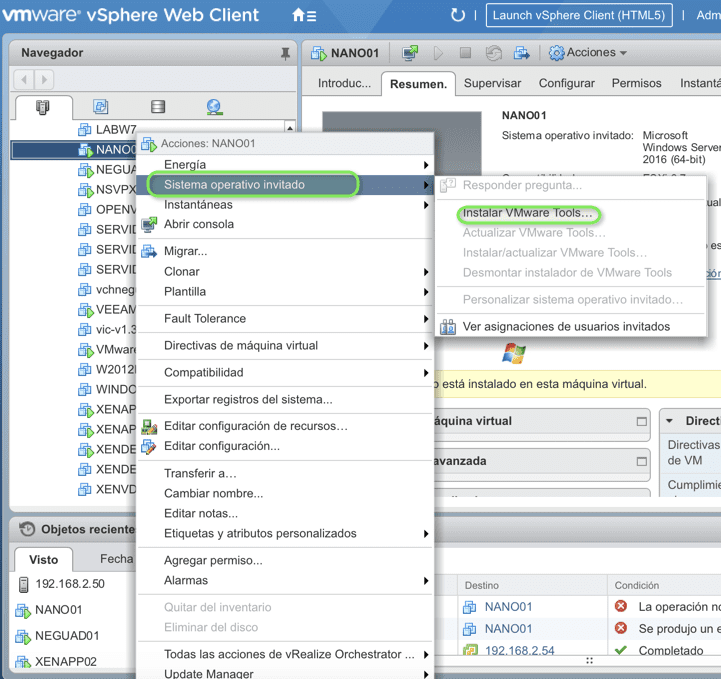 vmware® vSphere Web Client
Launch vSphere Client (HTML5)
Navegador
NANO01
Acciones
Introduc...
Resumen.
Supervisar
Configurar
Permisos
LABW7
NANO0
NEGUA
NSVPX
OPENV
SERVID
SERVID
SERVID
SERVID
vchneg
VEEAM
vic-v1.3
VMware
W2012
WINDO
XENAP
XENAP
XENDE
XENDE
XENVD
Acciones: NANO01
Energía
Sistema operativo invitado
Instantáneas
Abrir consola
Migrar...
Clonar
Plantilla
Fault Tolerance
Directivas de máquina virtual
Compatibilidad
Exportar registros del sistema...
Editar configuración de recursos...
Editar configuración...
Transferir a...
Cambiar nombre...
Editar notas...
Etiquetas y atributos personalizados
Agregar permiso...
Alarmas
Quitar del inventario
Eliminar del disco
Todas las acciones de vRealize Orchestrator ...
Update Manager
Responder pregunta...
Instalar VMware Tools...
Actualizar VMware Tools...
Instalar/actualizar VMware Tools...
Desmontar instalador de VMware Tools
Personalizar sistema operativo invitado...
Ver asignaciones de usuarios invitados
NANO01
Sistema operativo invitado: Microsoft
Windows Server
2016 (64-bit)
está instalado en esta máquina virtual.
áquina virtual
avanzada
Direct
Directivas
de VM
Cumplimie
Objetos reciente
Visto
Fecha
192.168.2.50
NANO01
NEGUAD01
XENAPP02
Destino
Condición
NANO01
La operación no
NANO01
Se produjo un e
192.168.2.54
Completado